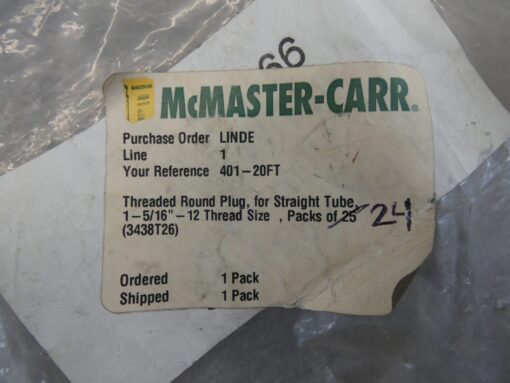 66
McMASTER-CARR®
Purchase Order LINDE
Line 1
Your Reference 401-20FT
Threaded Round Plug, for Straight Tube,
1-5/16"-12 Thread Size , Packs of 25 24
(3438T26)
Ordered 1 Pack
Shipped 1 Pack